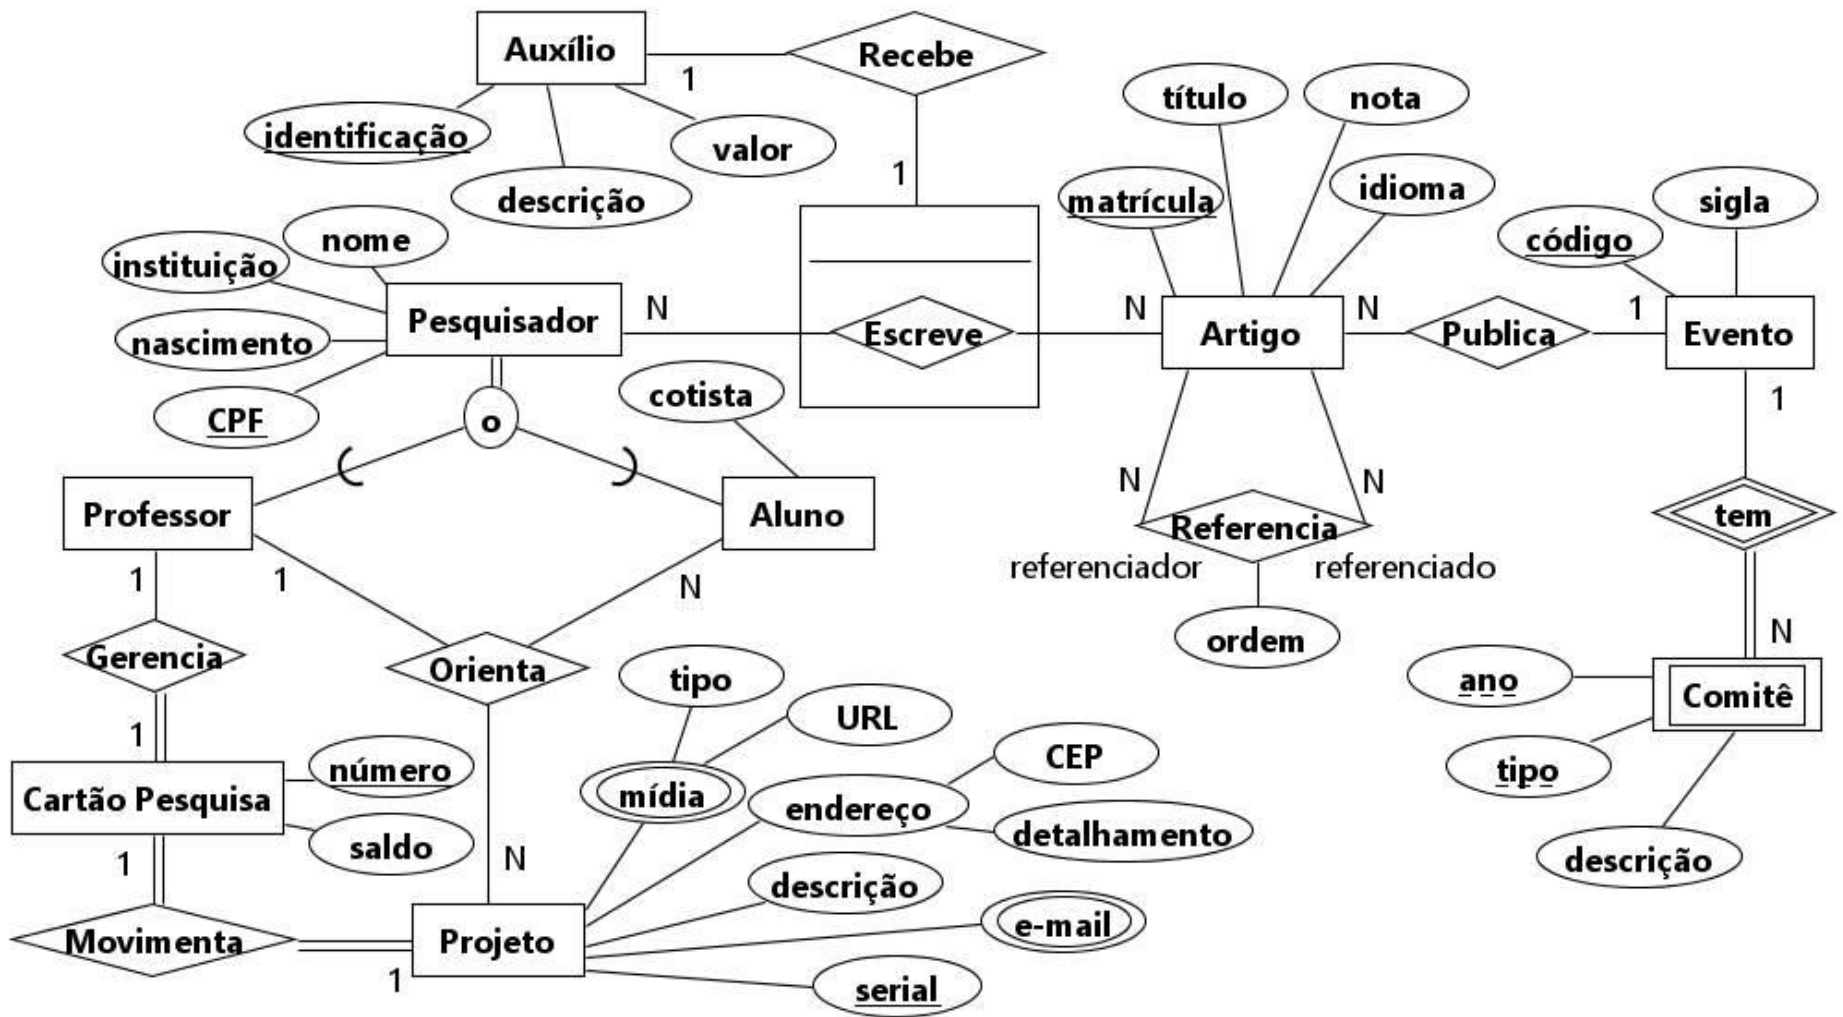 Auxílio
1
Recebe
identificação
descrição
valor
1
título
nota
matrícula
idioma
código
sigla
nome
instituição
nascimento
CPF
Pesquisador
N
Escreve
N
Artigo
N
Publica
1
Evento
1
o
cotista
Professor
Aluno
N
N
Referencia
referenciador
referenciado
ordem
tem
N
1
1
N
Gerencia
Orienta
1
N
Cartão Pesquisa
número
saldo
1
Movimenta
1
Projeto
tipo
URL
mídia
endereço
CEP
detalhamento
descrição
e-mail
serial
ano
tipo
Comitê
descrição